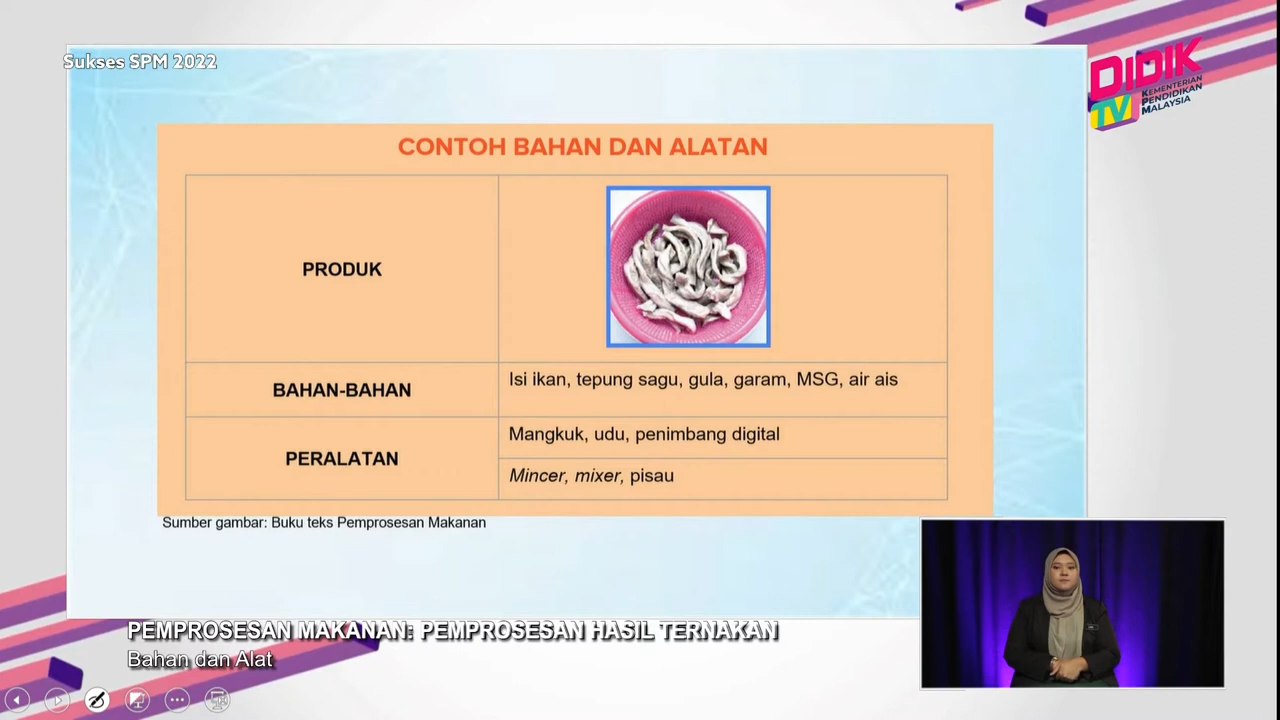 Sukses SPM 2022
DIDIK
TV
KEMENTERIAN
PENDIDIKAN
MALAYSIA
CONTOH BAHAN DAN ALATAN
PRODUK
BAHAN-BAHAN
Isi ikan, tepung sagu, gula, garam, MSG, air ais
PERALATAN
Mangkuk, udu, penimbang digital
Mincer, mixer, pisau
Sumber gambar: Buku teks Pemprosesan Makanan
PEMPROSESAN MAKANAN: PEMPROSESAN HASIL TERNAKAN
Bahan dan Alat